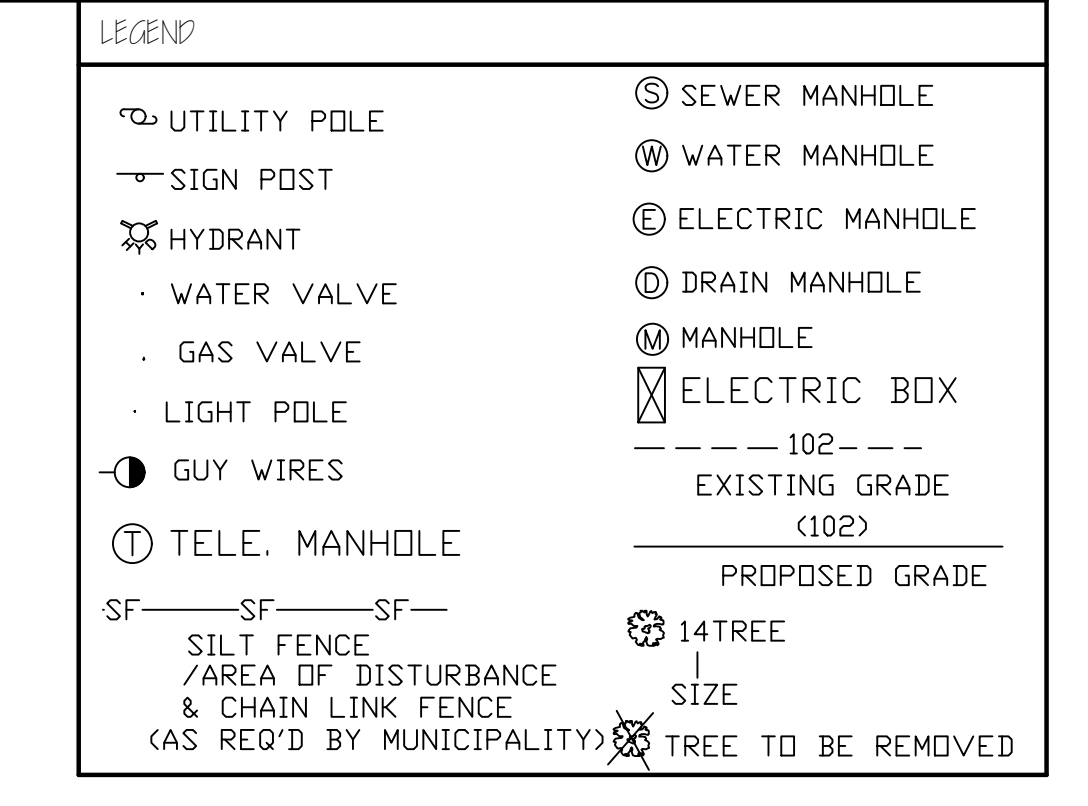 LEGEND
UTILITY POLE
SIGN POST
HYDRANT
WATER VALVE
GAS VALVE
LIGHT POLE
GUY WIRES
T TELE. MANHOLE
SF SF SF
SILT FENCE
/AREA OF DISTURBANCE
& CHAIN LINK FENCE
(AS REQ'D BY MUNICIPALITY)
S SEWER MANHOLE
W WATER MANHOLE
E ELECTRIC MANHOLE
D DRAIN MANHOLE
M MANHOLE
ELECTRIC BOX
102
EXISTING GRADE
(102)
PROPOSED GRADE
14TREE
SIZE
TREE TO BE REMOVED